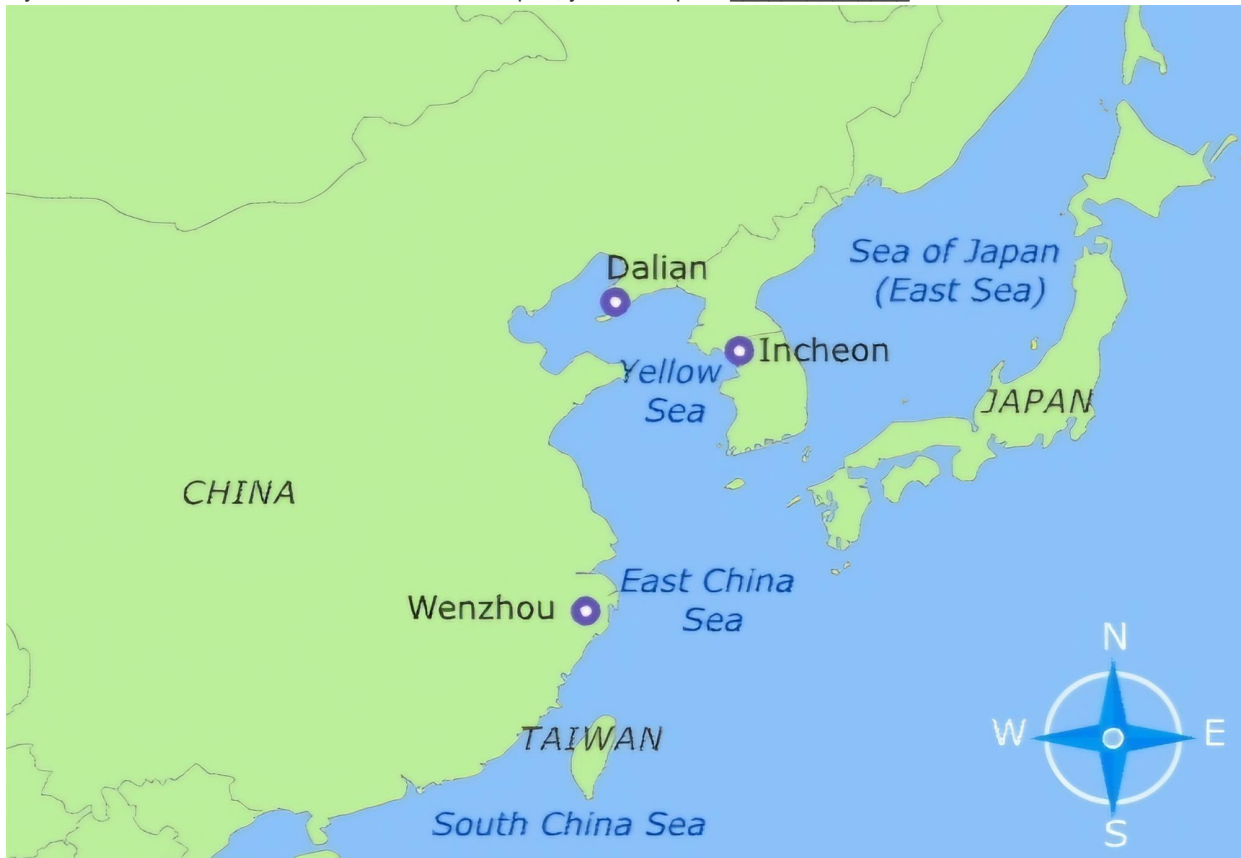 Dalian
Sea of Japan
(East Sea)
Incheon
Yellow
Sea
JAPAN
CHINA
East China
Sea
Wenzhou
N
W
E
TAIWAN
South China Sea
S